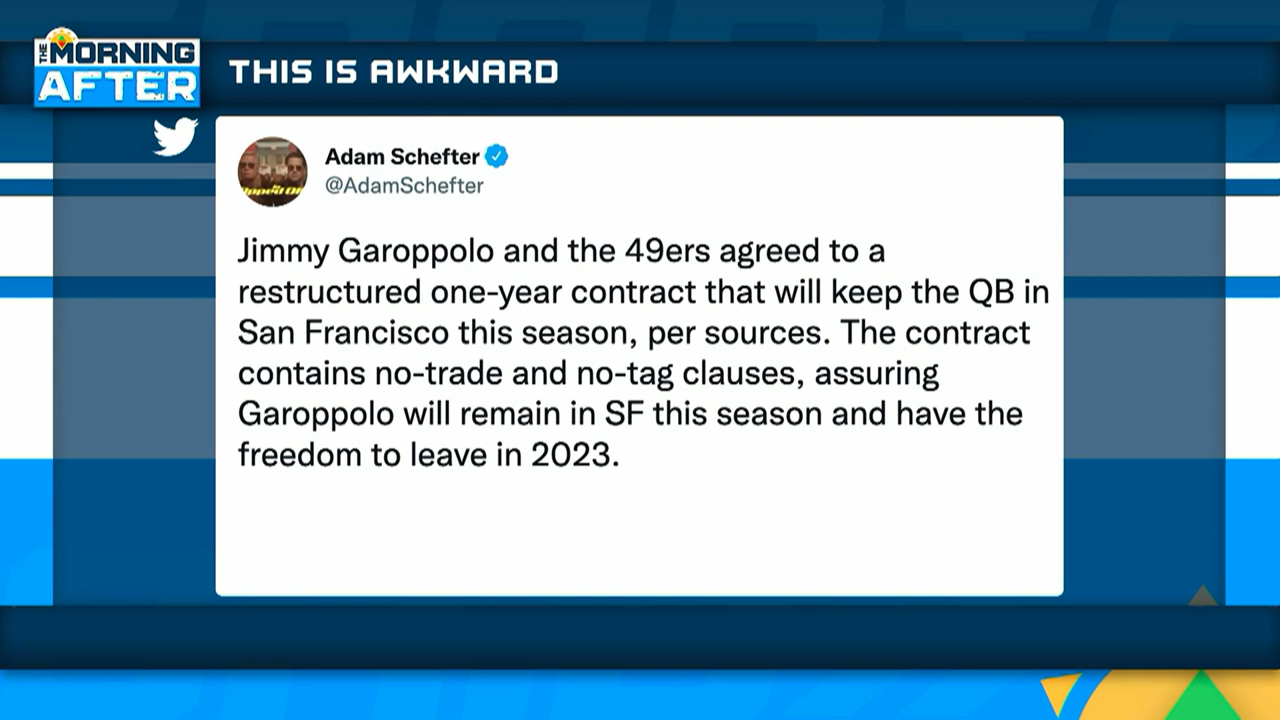 THE
MORNING
AFTER
THIS IS AWKWARD
Adam Schefter
@AdamSchefter
Jimmy Garoppolo and the 49ers agreed to a
restructured one-year contract that will keep the QB in
San Francisco this season, per sources. The contract
contains no-trade and no-tag clauses, assuring
Garoppolo will remain in SF this season and have the
freedom to leave in 2023.